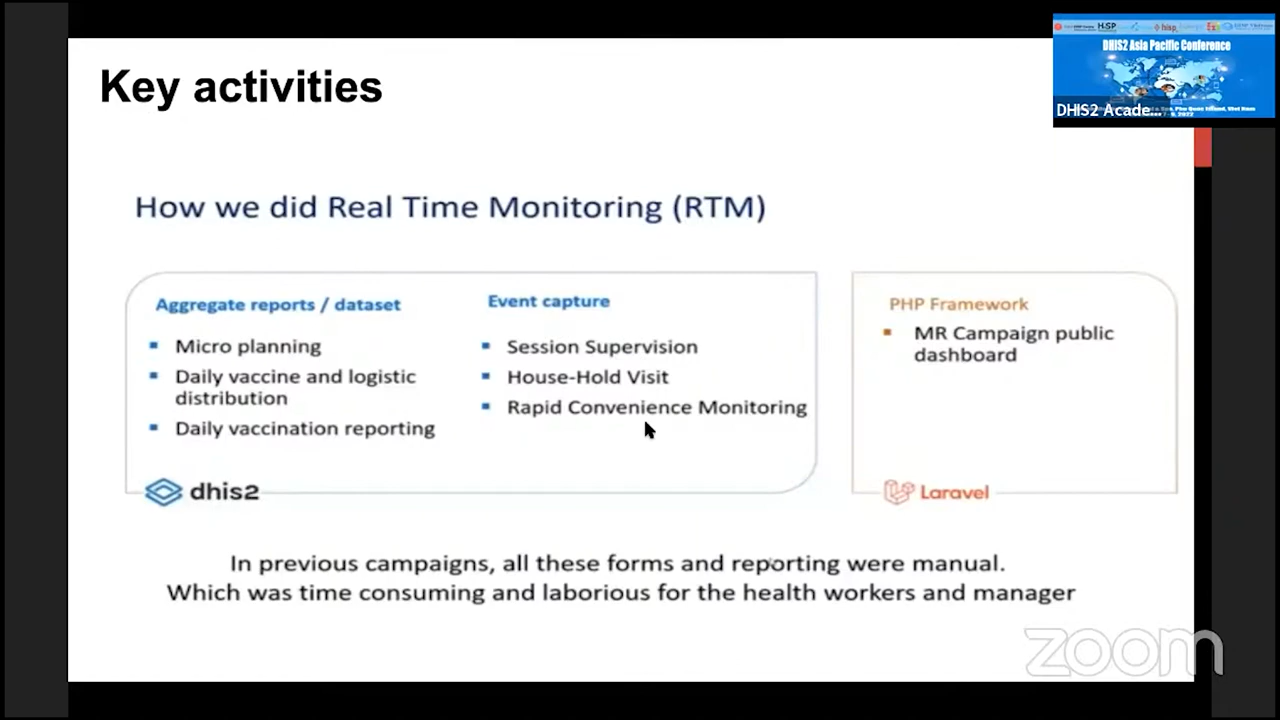 Key activities
How we did Real Time Monitoring (RTM)
Aggregate reports / dataset
Micro planning
Daily vaccine and logistic
distribution
Daily vaccination reporting
dhis2
Event capture
Session Supervision
House-Hold Visit
Rapid Convenience Monitoring
PHP Framework
MR Campaign public
dashboard
Laravel
In previous campaigns, all these forms and reporting were manual.
Which was time consuming and laborious for the health workers and manager
HISP
DHIS2 Asia Pacific Conference
DHIS2 Acade...
zoom